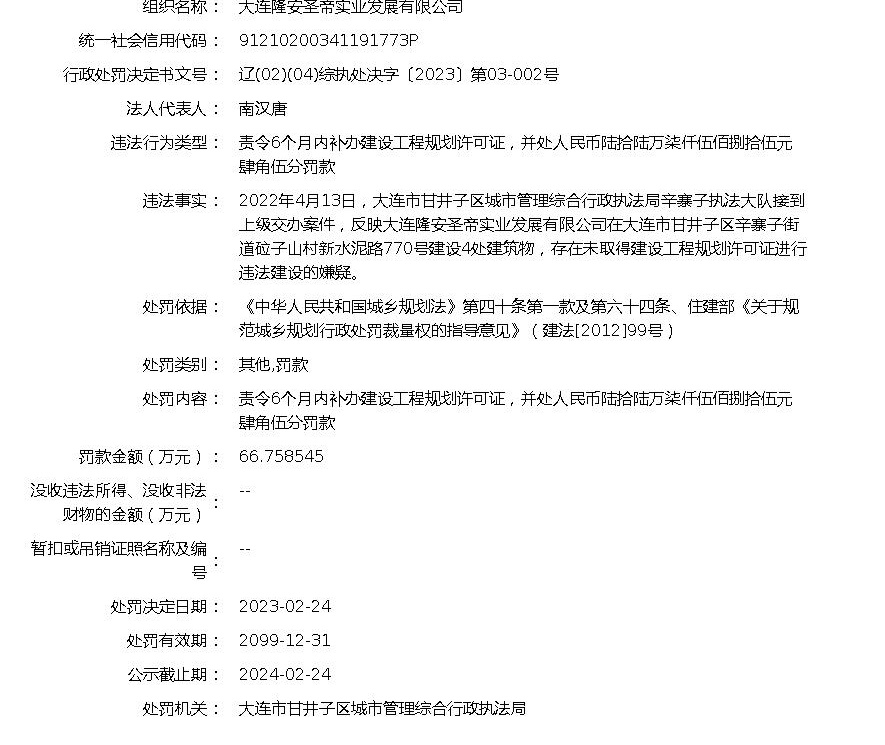 组织名称： 大连隆安圣帝实业发展有限公司
统一社会信用代码： 91210200341191773P
行政处罚决定书文号： 辽(02)(04)综执处决字〔2023〕第03-002号
法人代表人： 南汉唐
违法行为类型： 责令6个月内补办建设工程规划许可证，并处人民币陆拾陆万柒仟伍佰捌拾伍元
肆角伍分罚款
违法事实： 2022年4月13日，大连市甘井子区城市管理综合行政执法局辛寨子执法大队接到
上级交办案件，反映大连隆安圣帝实业发展有限公司在大连市甘井子区辛寨子街
道砬子山村新水泥路770号建设4处建筑物，存在未取得建设工程规划许可证进行
违法建设的嫌疑。
处罚依据： 《中华人民共和国城乡规划法》第四十条第一款及第六十四条、住建部《关于规
范城乡规划行政处罚裁量权的指导意见》（建法[2012]99号）
处罚类别： 其他,罚款
处罚内容： 责令6个月内补办建设工程规划许可证，并处人民币陆拾陆万柒仟伍佰捌拾伍元
肆角伍分罚款
罚款金额（万元）： 66.758545
没收违法所得、没收非法
财物的金额（万元）： --
暂扣或吊销证照名称及编
号： --
处罚决定日期： 2023-02-24
处罚有效期： 2099-12-31
公示截止期： 2024-02-24
处罚机关： 大连市甘井子区城市管理综合行政执法局